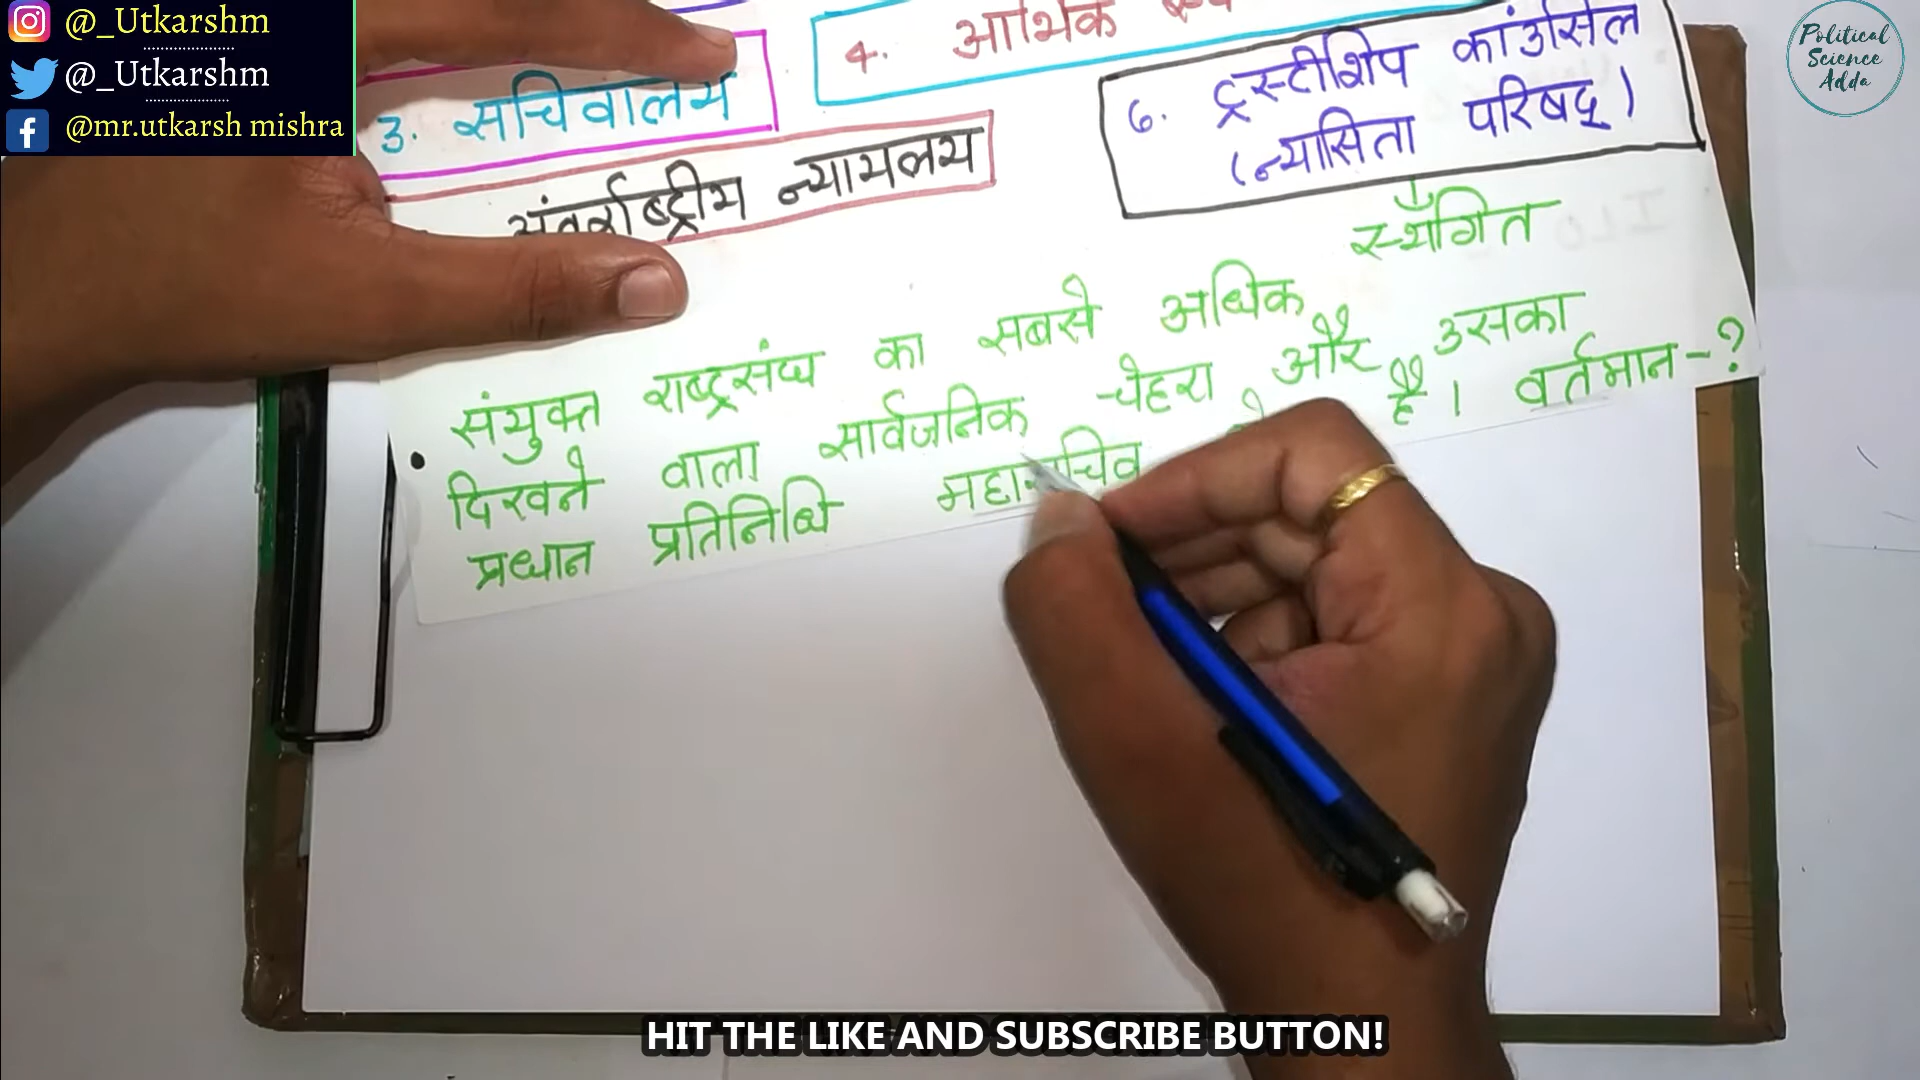 @_Utkarshm
@_Utkarshm
@mr.utkarsh mishra
Political
Science
Adda
3. सचिवालय
4. आर्थिक
6. ट्रस्टीशिप काउंसिल
(न्यासिता परिषद्)
अंतर्राष्ट्रीय न्यायलय
स्थगित
संयुक्त राष्ट्रसंघ का सबसे अधिक
दिखने वाला सार्वजनिक चेहरा और उसका
प्रधान प्रतिनिधि महासचिव है। वर्तमान-?
HIT THE LIKE AND SUBSCRIBE BUTTON!